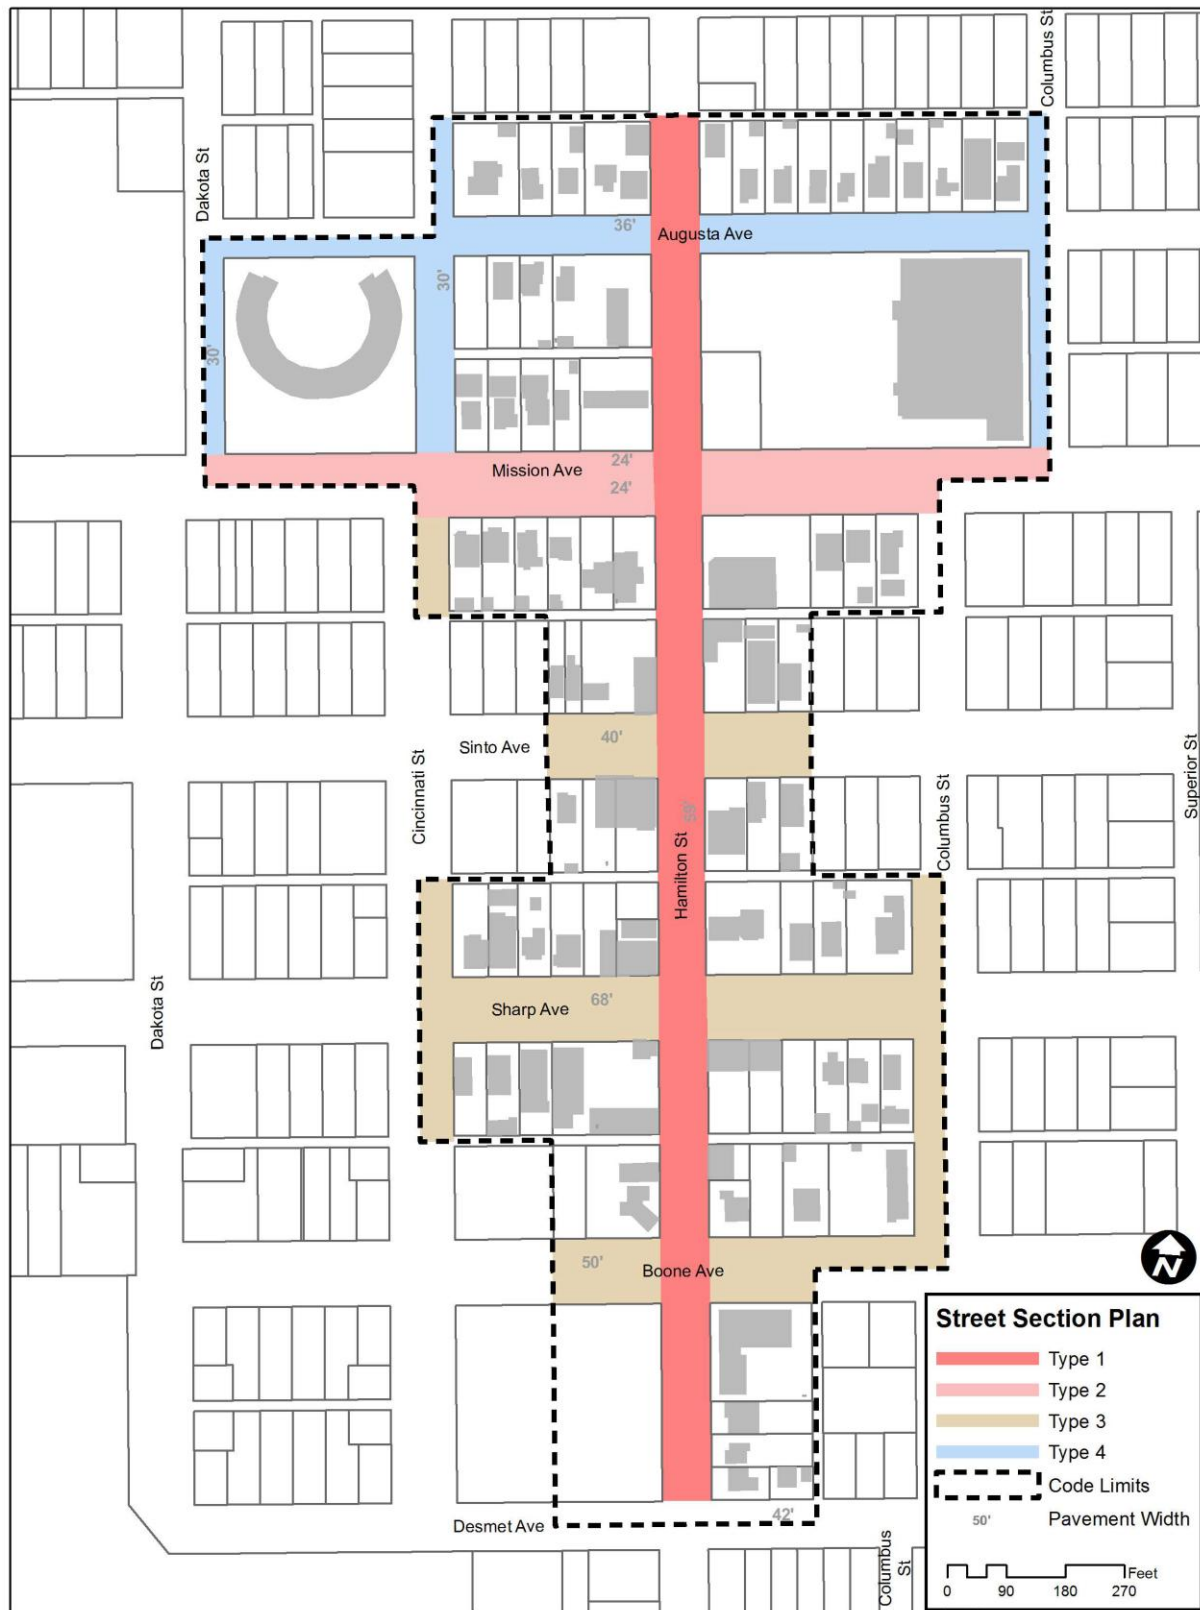 Columbus St
Dakota St
36'
Augusta Ave
30'
30'
24'
Mission Ave
24'
40'
Sinto Ave
Cincinnati St
59'
Hamilton St
Columbus St
Superior St
68'
Sharp Ave
Dakota St
50'
Boone Ave
N
Street Section Plan
Type 1
Type 2
Type 3
Type 4
Code Limits
50' Pavement Width
Feet
0 90 180 270
42'
Desmet Ave
Columbus
St